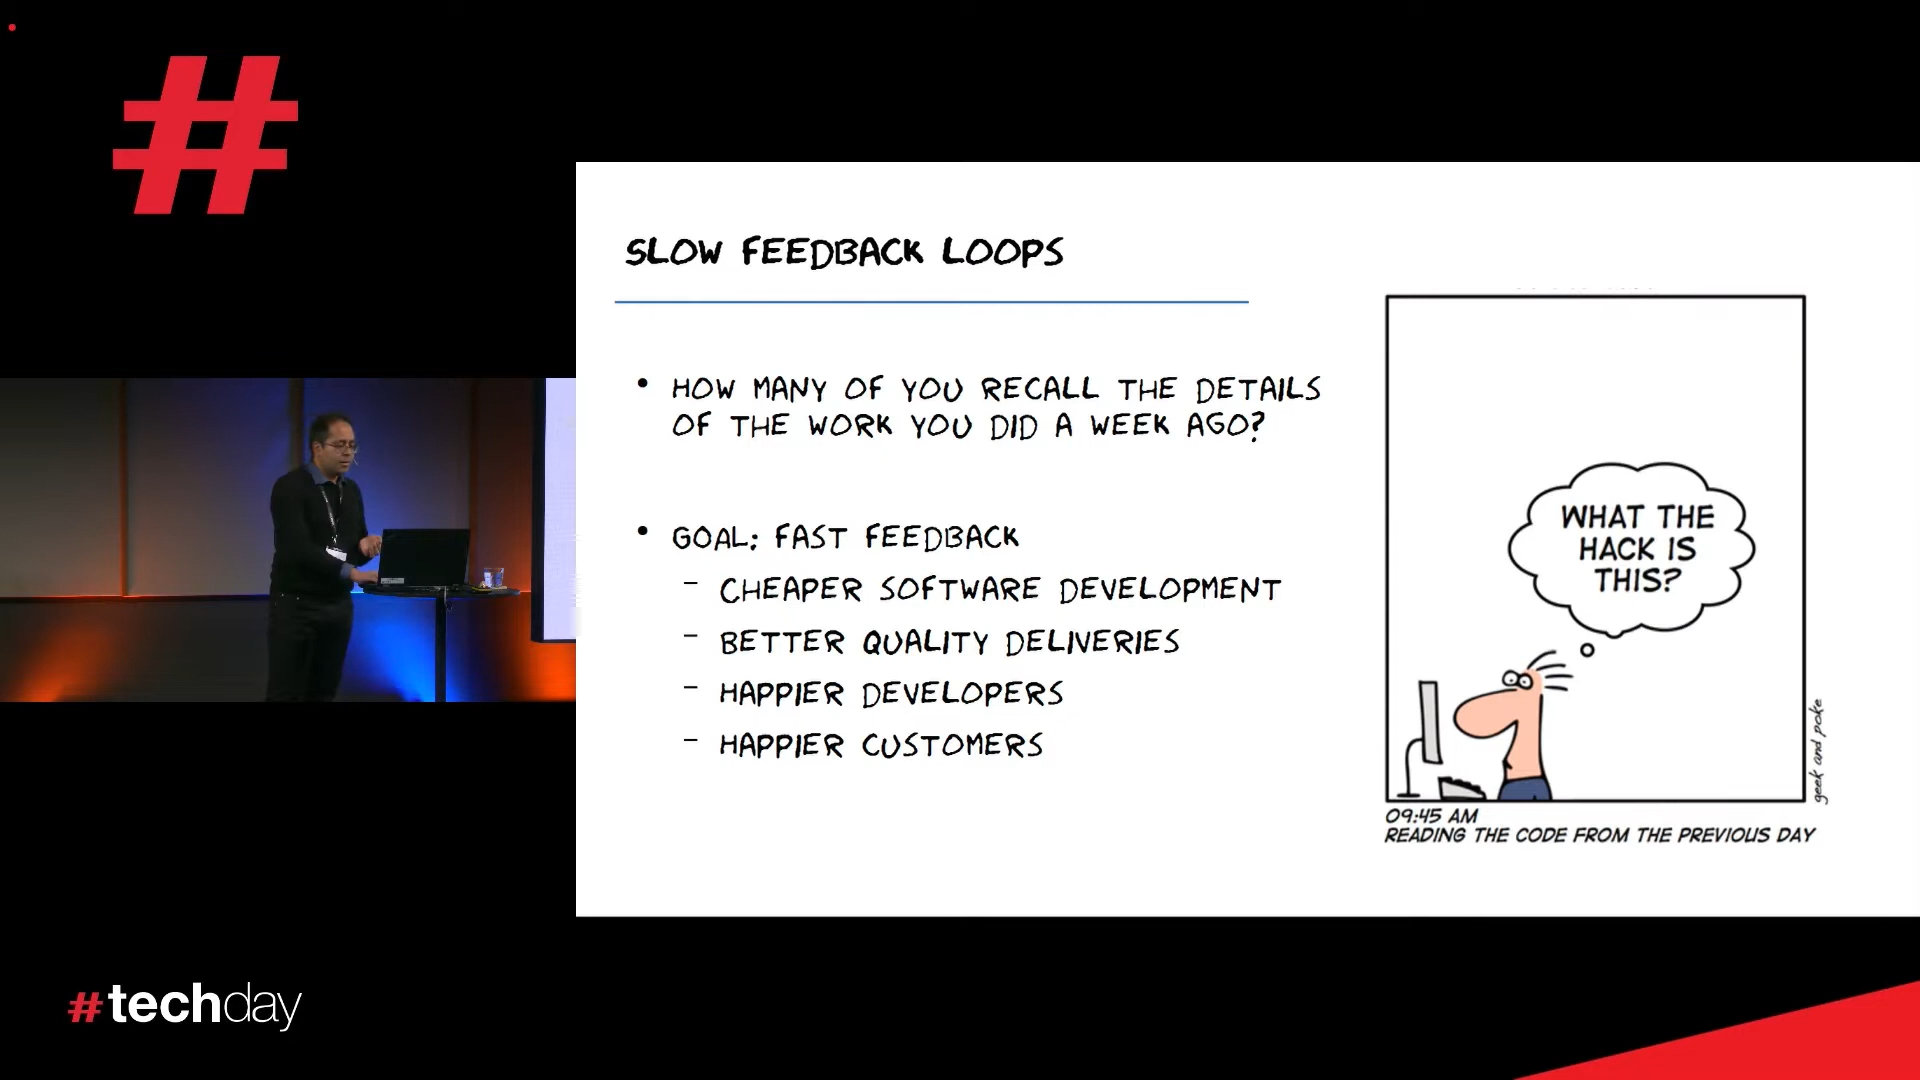 SLOW FEEDBACK LOOPS
• HOW MANY OF YOU RECALL THE DETAILS
OF THE WORK YOU DID A WEEK AGO?
• GOAL: FAST FEEDBACK
– CHEAPER SOFTWARE DEVELOPMENT
– BETTER QUALITY DELIVERIES
– HAPPIER DEVELOPERS
– HAPPIER CUSTOMERS
WHAT THE
HACK IS
THIS?
geek and poke
09:45 AM
READING THE CODE FROM THE PREVIOUS DAY
#techday